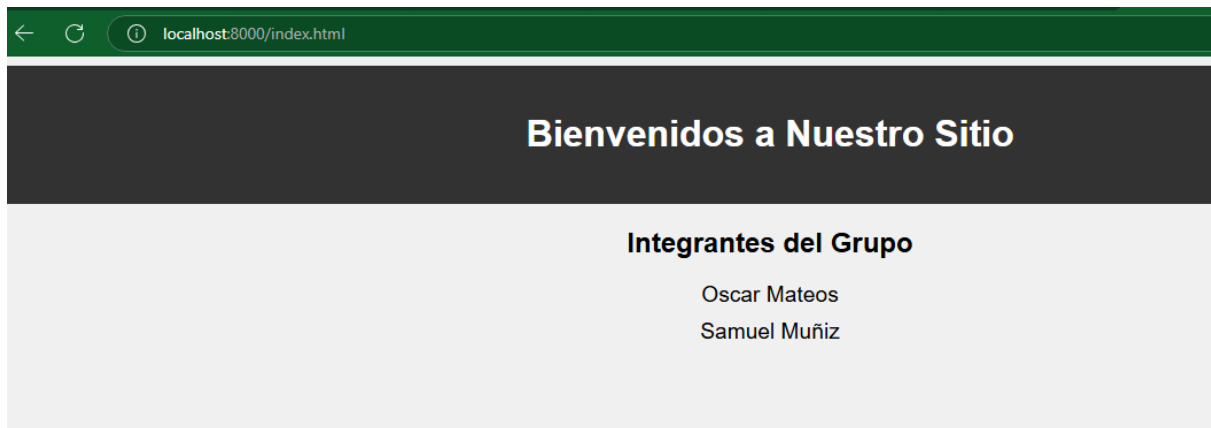 localhost:8000/index.html
Bienvenidos a Nuestro Sitio
Integrantes del Grupo
Oscar Mateos
Samuel Muñiz